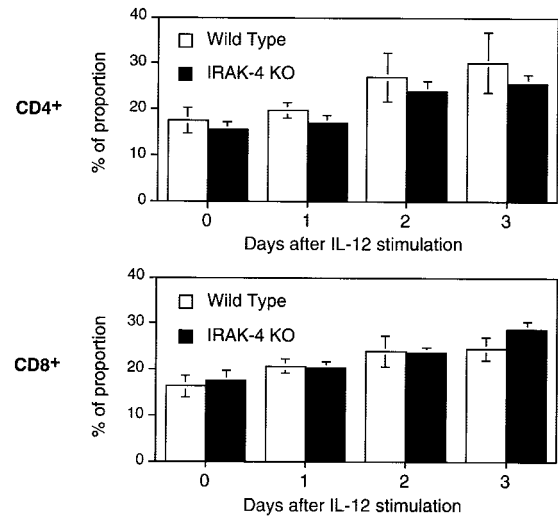 40
30
20
10
0
% of proportion
CD4+
Wild Type
IRAK-4 KO
0 1 2 3
Days after IL-12 stimulation
40
30
20
10
0
% of proportion
CD8+
Wild Type
IRAK-4 KO
0 1 2 3
Days after IL-12 stimulation